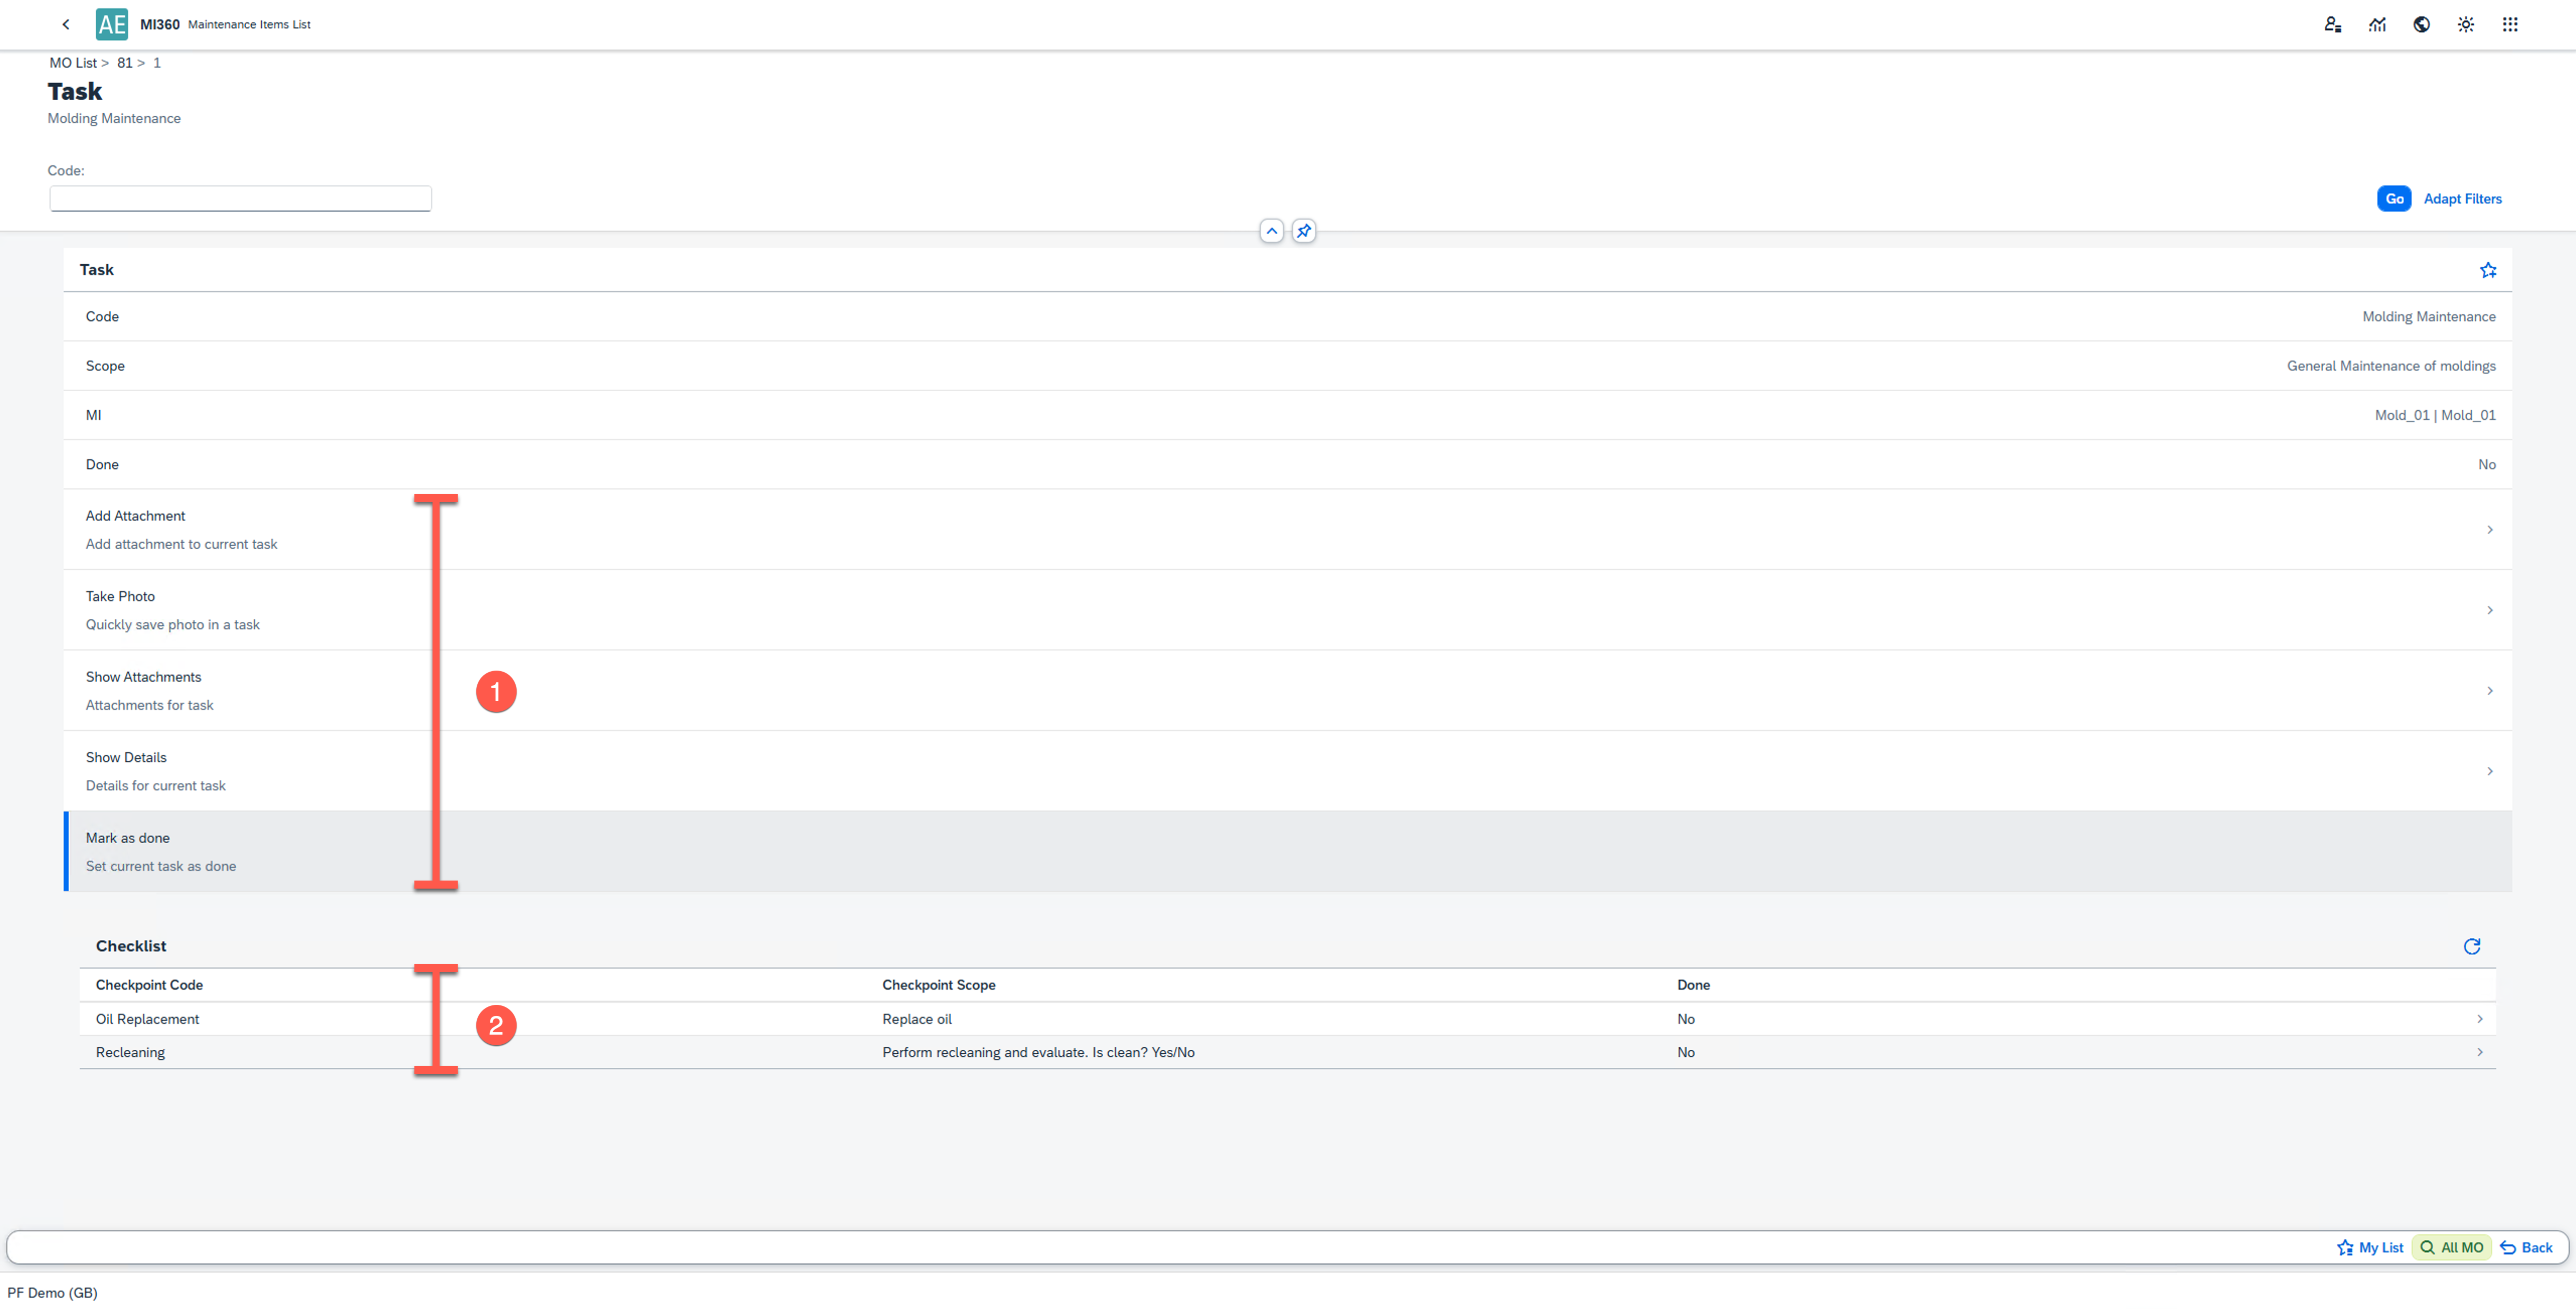 AE MI360 Maintenance Items List
MO List > 81 > 1
Task
Molding Maintenance
Code:
Go Adapt Filters
Task
Code Molding Maintenance
Scope General Maintenance of moldings
MI Mold_01 | Mold_01
Done No
Add Attachment
Add attachment to current task
Take Photo
Quickly save photo in a task
Show Attachments
Attachments for task
1
Show Details
Details for current task
Mark as done
Set current task as done
Checklist
Checkpoint Code Checkpoint Scope Done
Oil Replacement Replace oil No
2
Recleaning Perform recleaning and evaluate. Is clean? Yes/No No
My List All MO Back
PF Demo (GB)